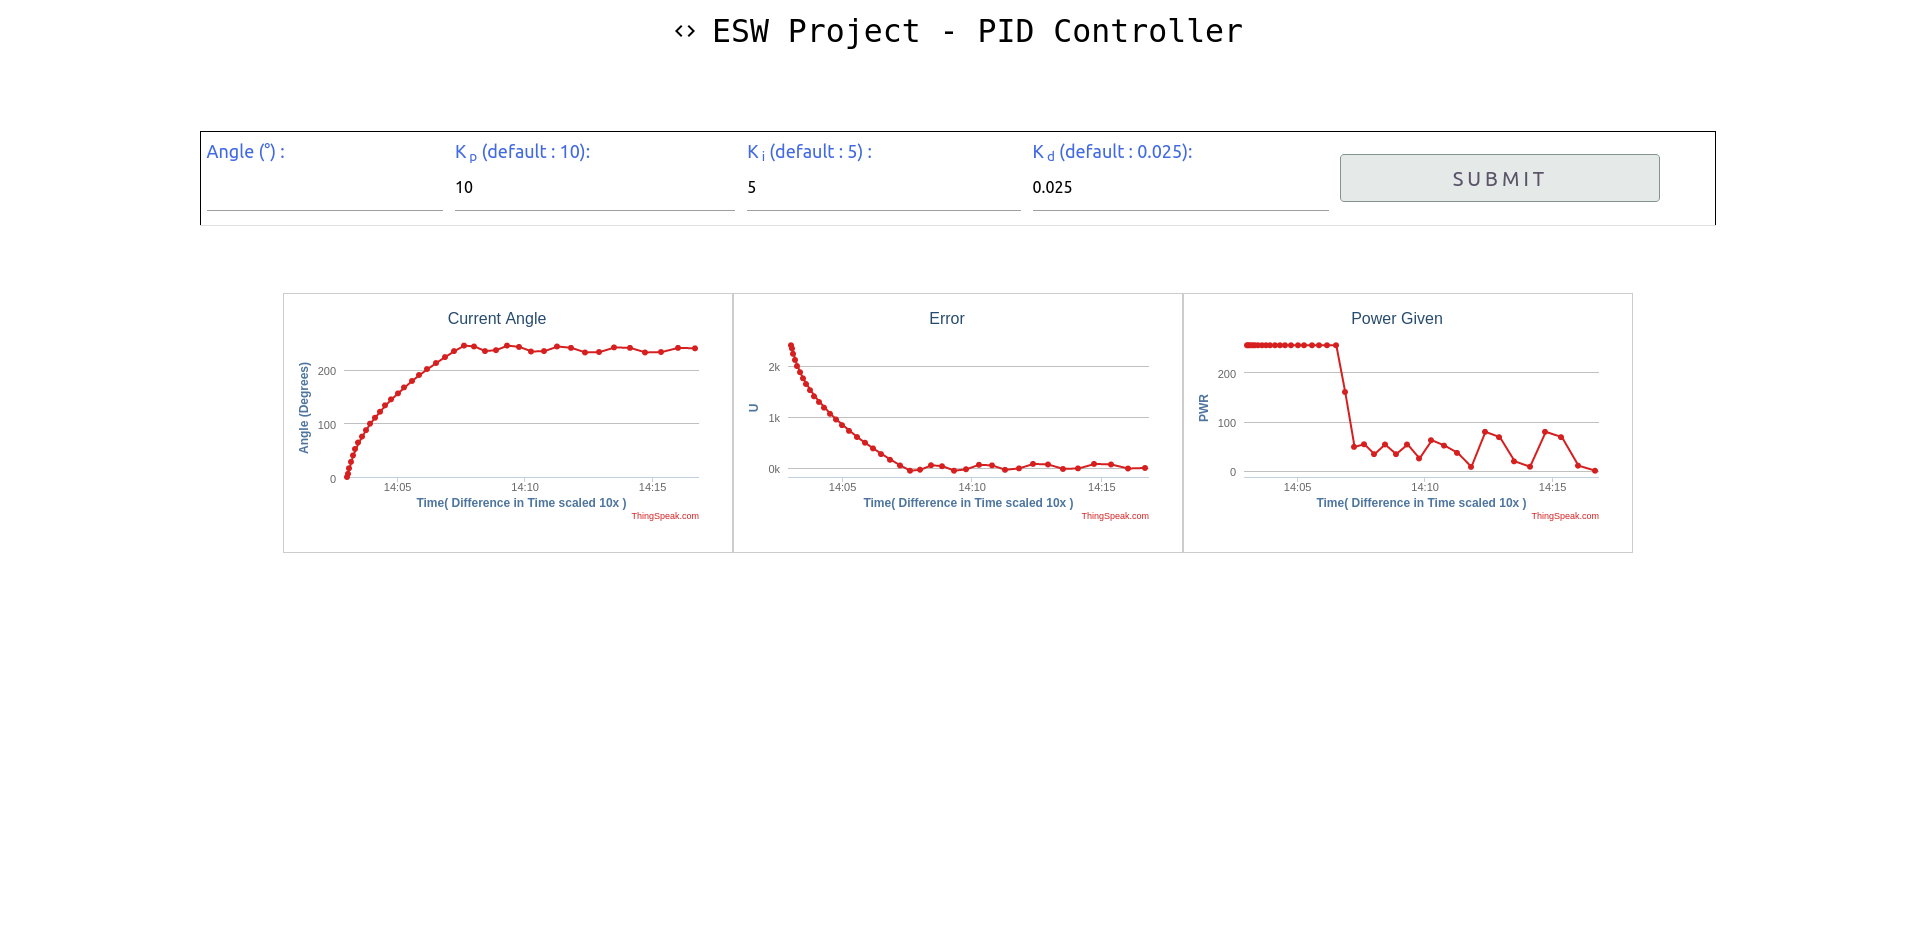 <> ESW Project - PID Controller
Angle (°) :
K p (default : 10):
K i (default : 5) :
K d (default : 0.025):
10
5
0.025
SUBMIT
Current Angle
Angle (Degrees)
200
100
0
14:05
14:10
14:15
Time( Difference in Time scaled 10x )
ThingSpeak.com
Error
U
2k
1k
0k
14:05
14:10
14:15
Time( Difference in Time scaled 10x )
ThingSpeak.com
Power Given
PWR
200
100
0
14:05
14:10
14:15
Time( Difference in Time scaled 10x )
ThingSpeak.com